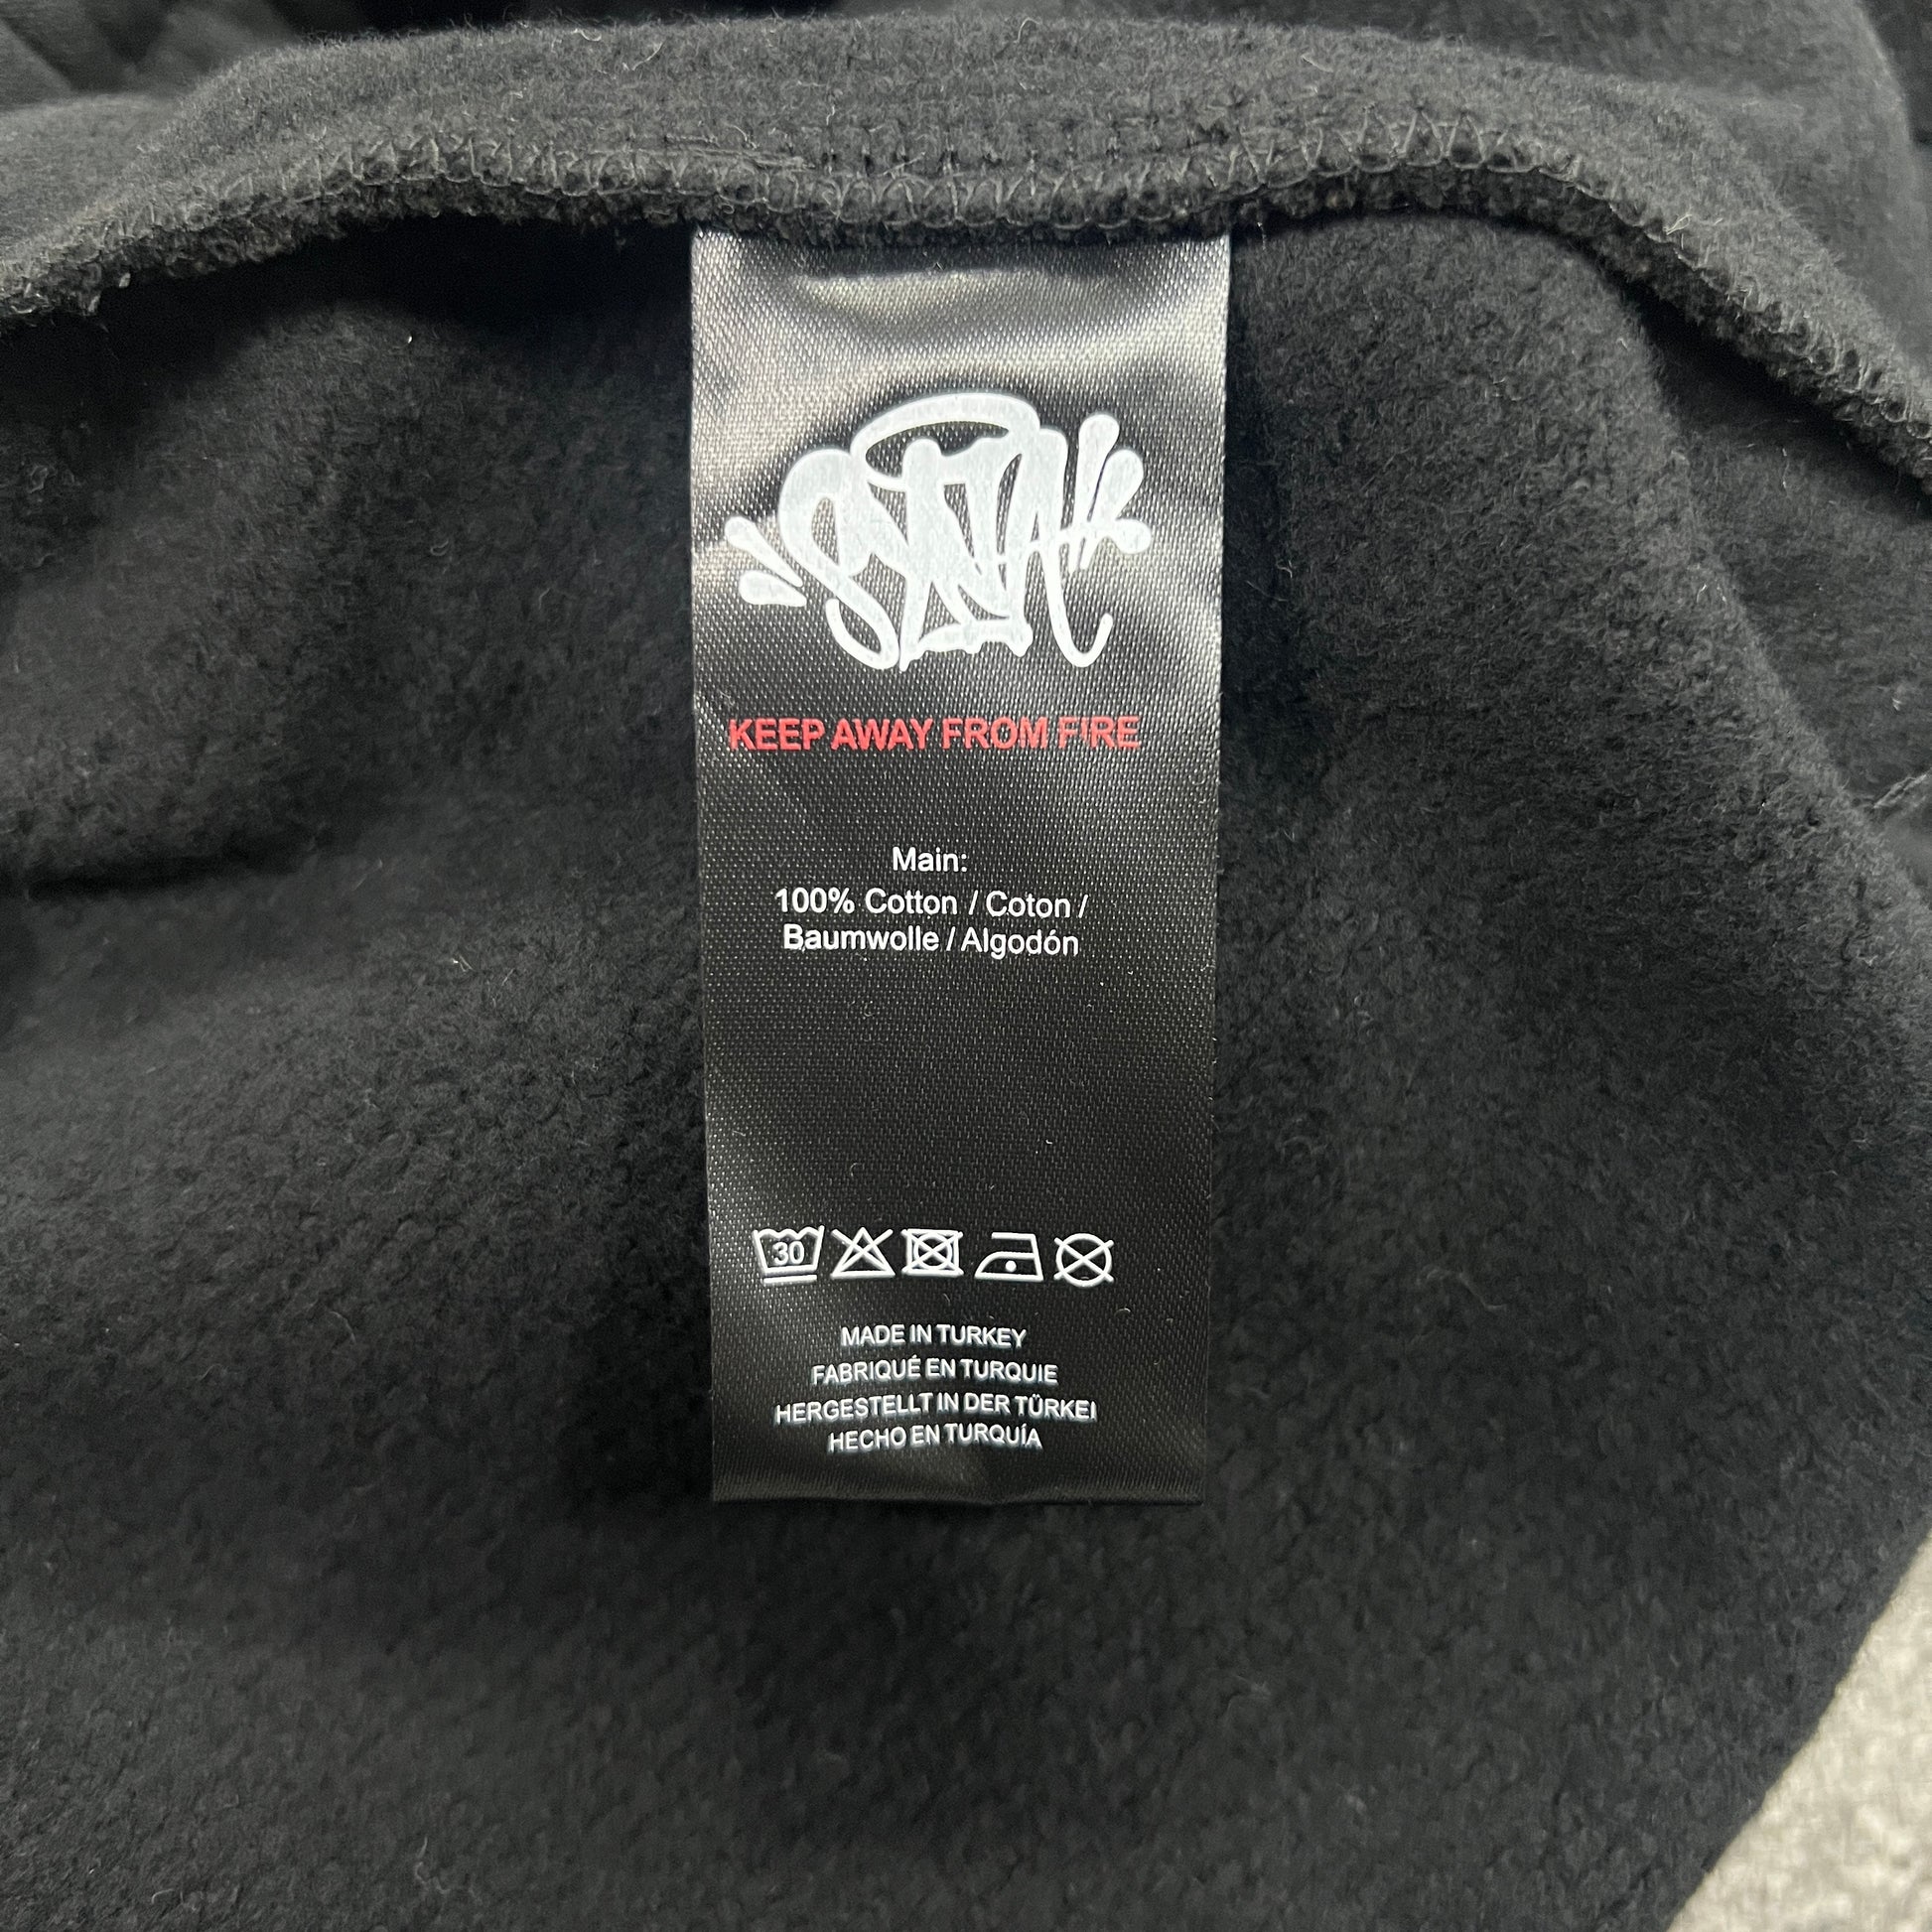 SYNA
KEEP AWAY FROM FIRE
Main:
100% Cotton / Coton /
Baumwolle / Algodón
30
MADE IN TURKEY
FABRIQUÉ EN TURQUIE
HERGESTELLT IN DER TÜRKEI
HECHO EN TURQUÍA